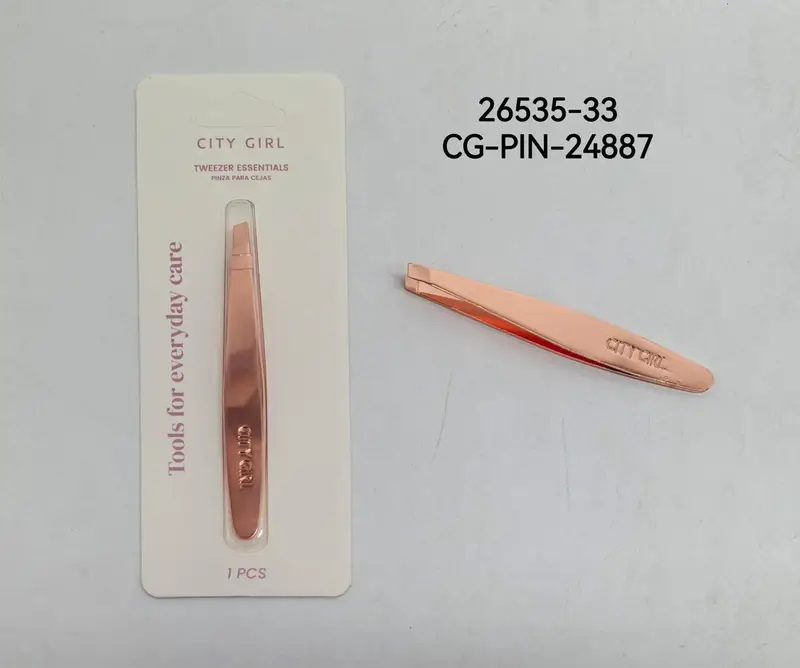 CITY GIRL
TWEEZER ESSENTIALS
PINZA PARA CEJAS
Tools for everyday care
CITY GIRL
1 PCS
26535-33
CG-PIN-24887
CITY GIRL